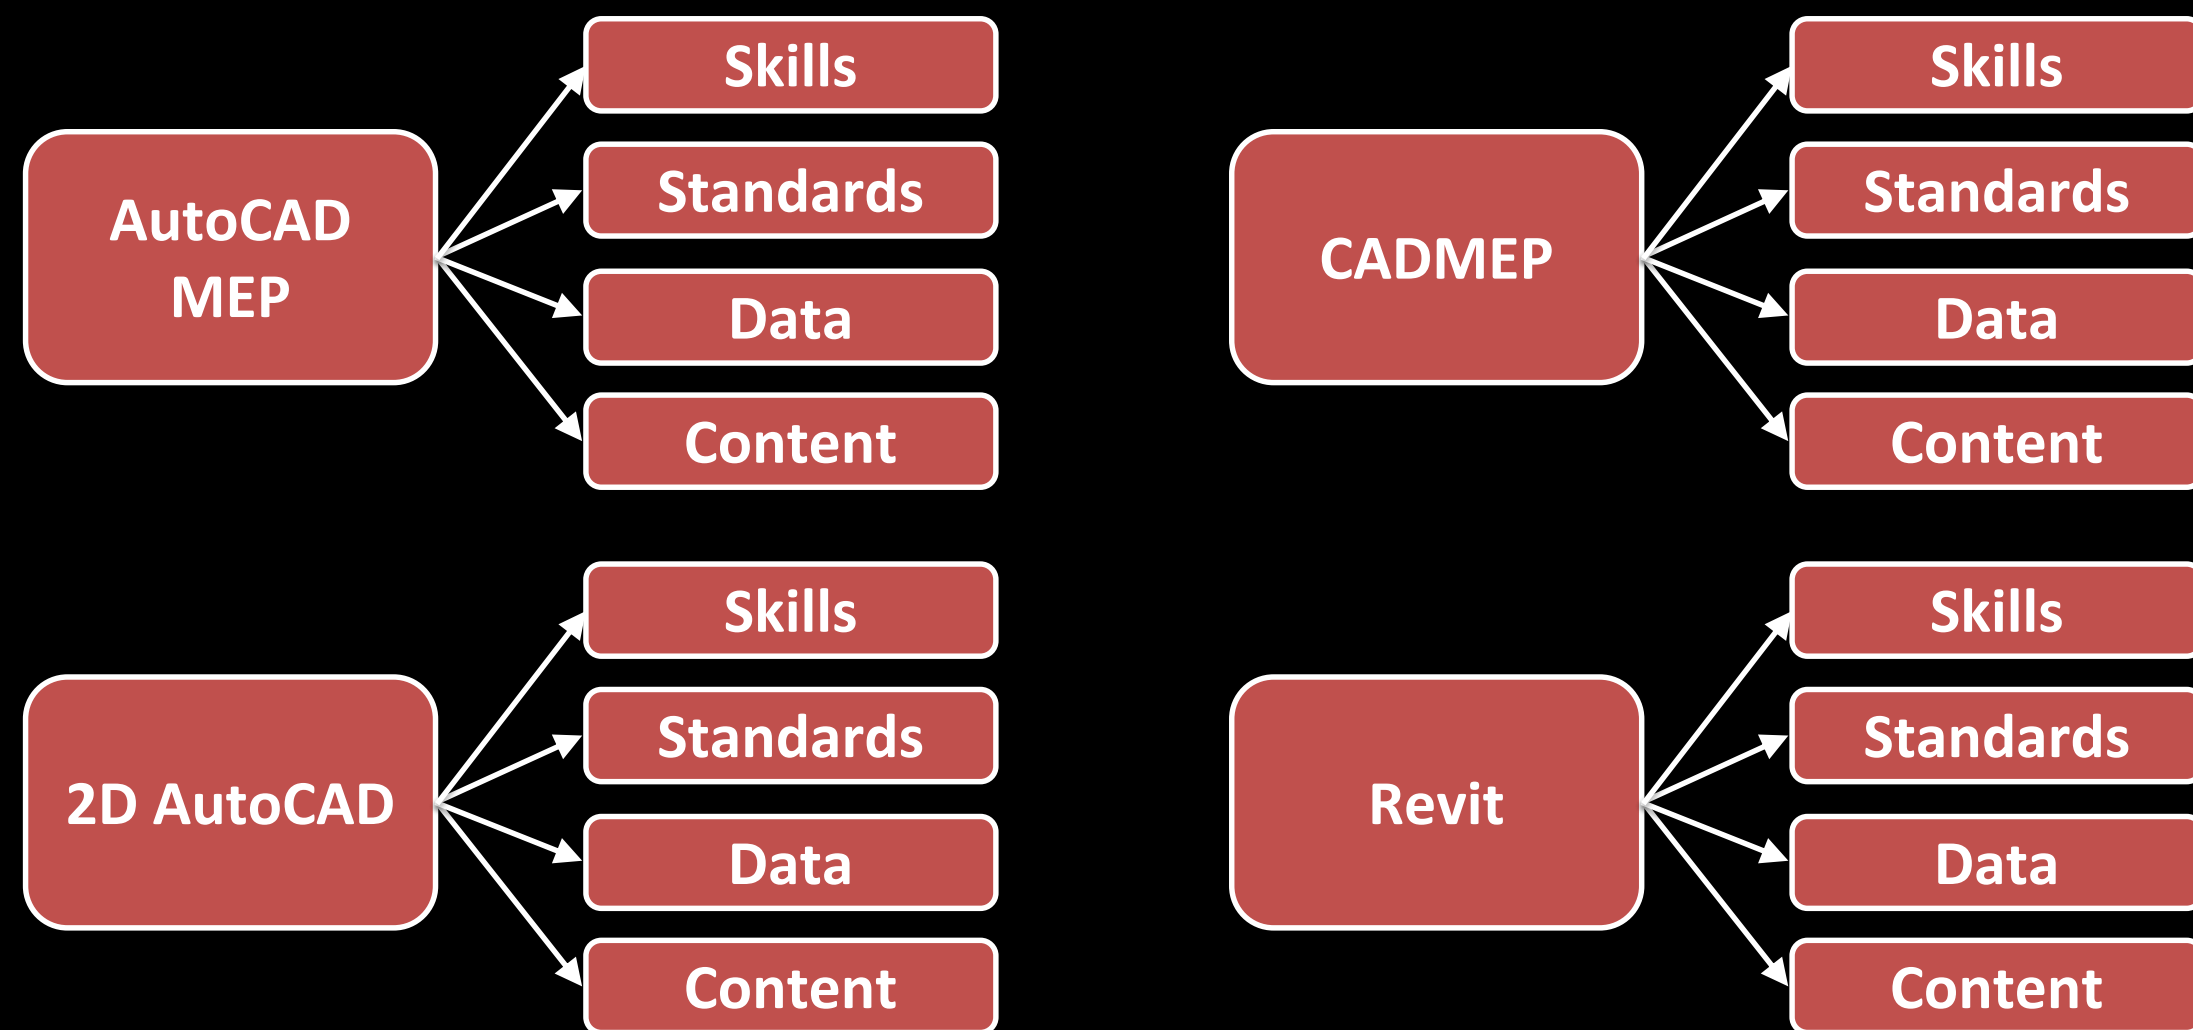 AutoCAD
MEP
Skills
Standards
Data
Content
CADMEP
Skills
Standards
Data
Content
2D AutoCAD
Skills
Standards
Data
Content
Revit
Skills
Standards
Data
Content